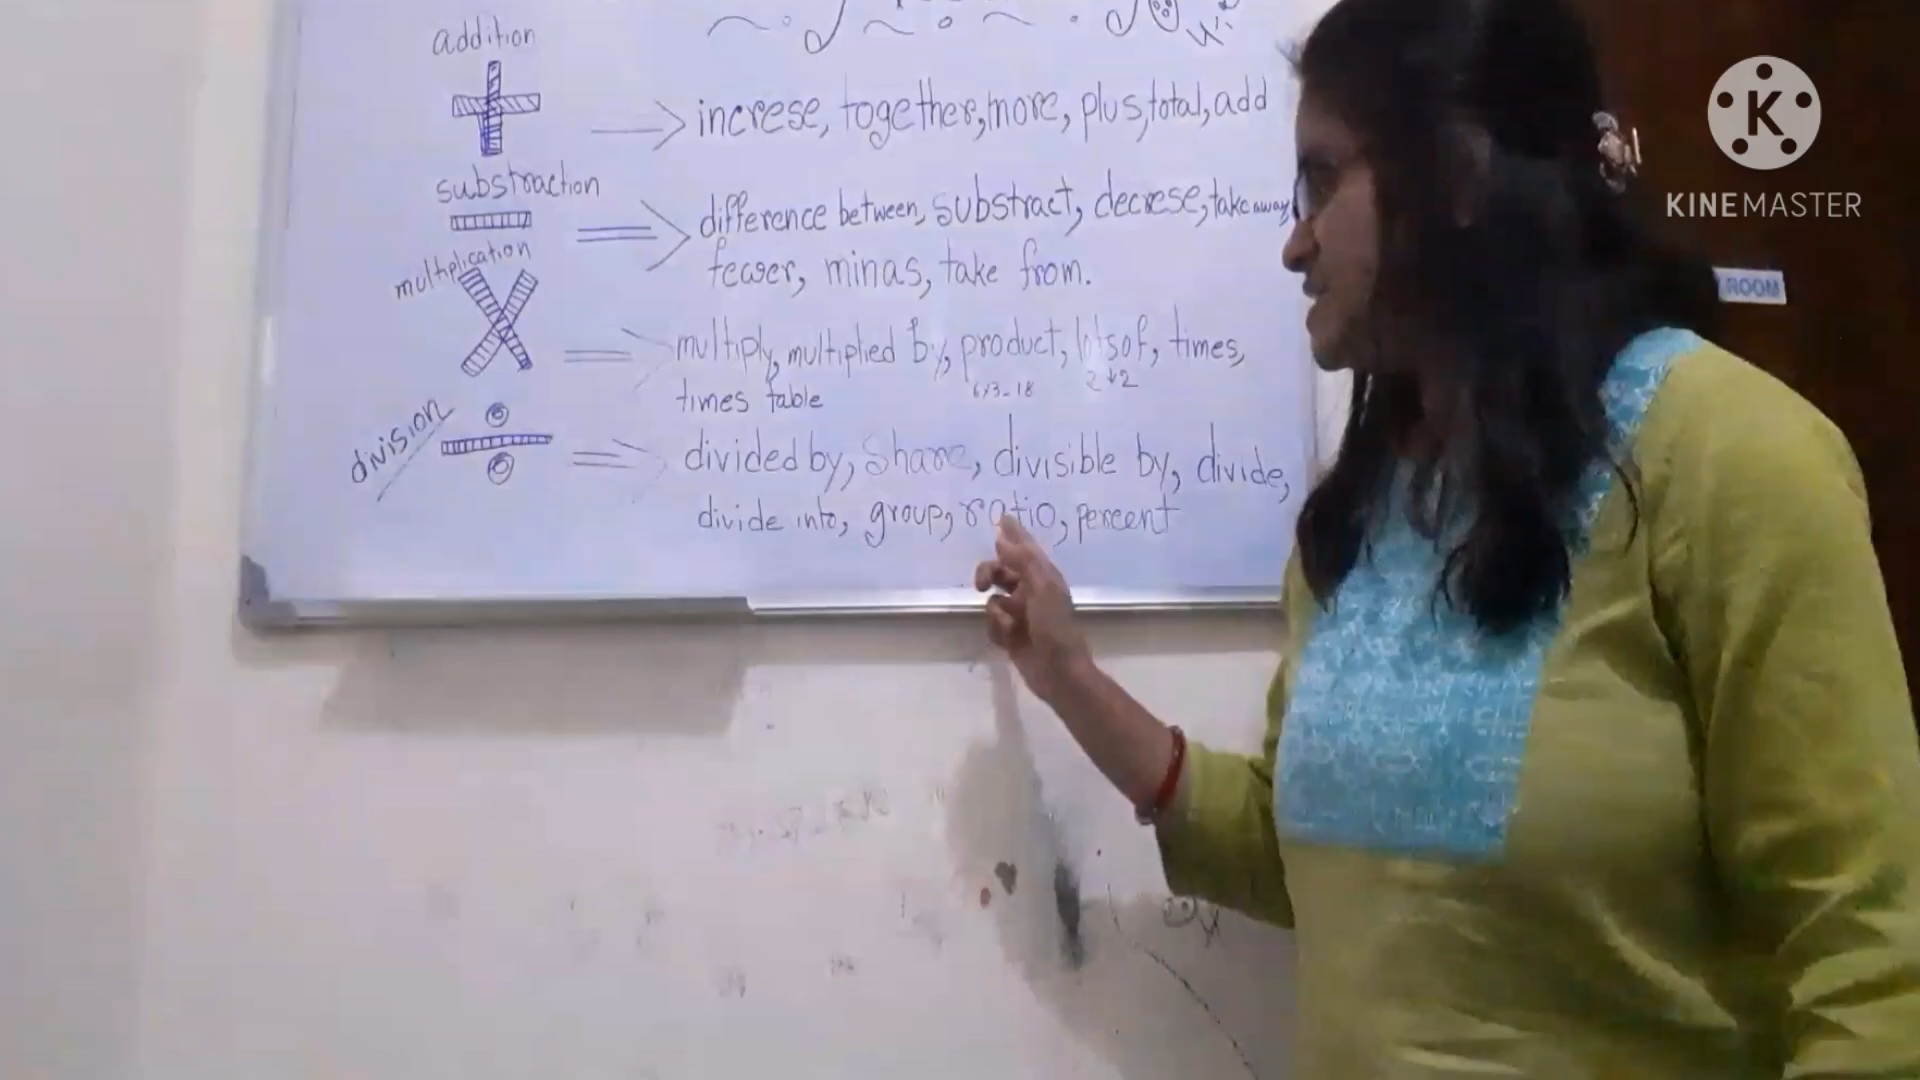 addition
increse, together, more, plus, total, add
substraction
difference between, substract, decrese, take away,
fewer, minas, take from.
multiplication
multiply, multiplied by, product, lots of, times,
6×3-18 2↓2
times table
division
divided by, share, divisible by, divide,
divide into, group, ratio, percent
K
KINEMASTER
ROOM